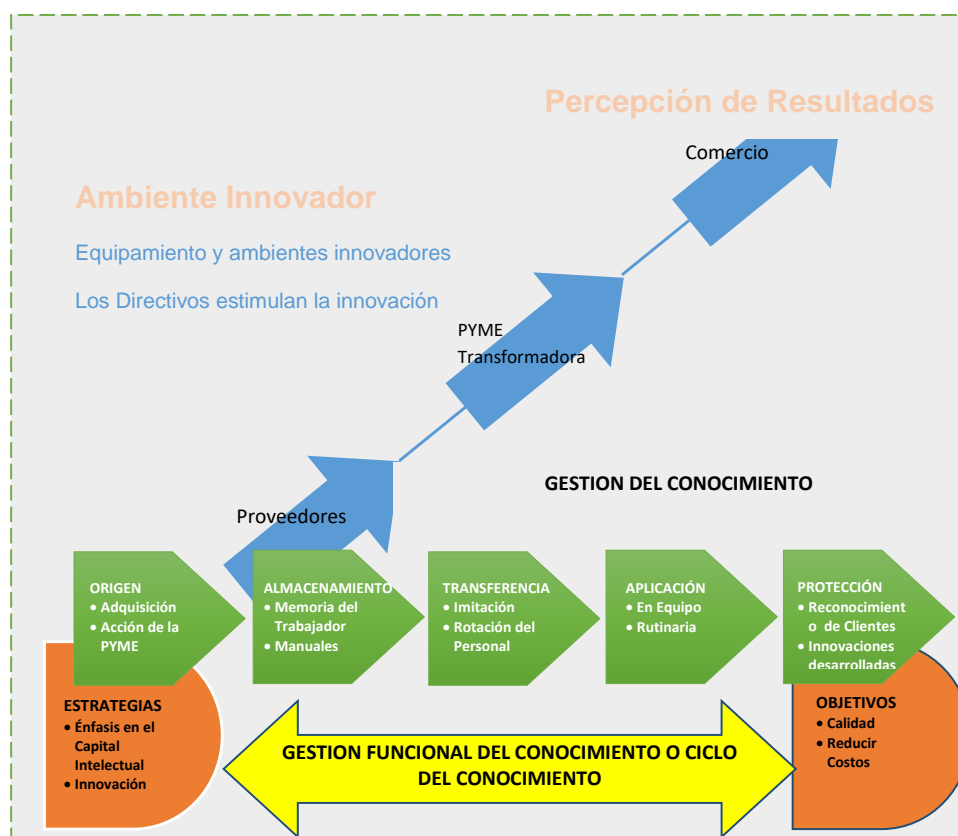 Percepción de Resultados
Comercio
Ambiente Innovador
Equipamiento y ambientes innovadores
Los Directivos estimulan la innovación
PYME
Transformadora
GESTION DEL CONOCIMIENTO
Proveedores
ORIGEN
• Adquisición
• Acción de la
PYME
ALMACENAMIENTO
• Memoria del
Trabajador
• Manuales
TRANSFERENCIA
• Imitación
• Rotación del
Personal
APLICACIÓN
• En Equipo
• Rutinaria
PROTECCIÓN
• Reconocimient
o de Clientes
• Innovaciones
desarrolladas
ESTRATEGIAS
• Énfasis en el
Capital
Intelectual
• Innovación
GESTION FUNCIONAL DEL CONOCIMIENTO O CICLO
DEL CONOCIMIENTO
OBJETIVOS
• Calidad
• Reducir
Costos